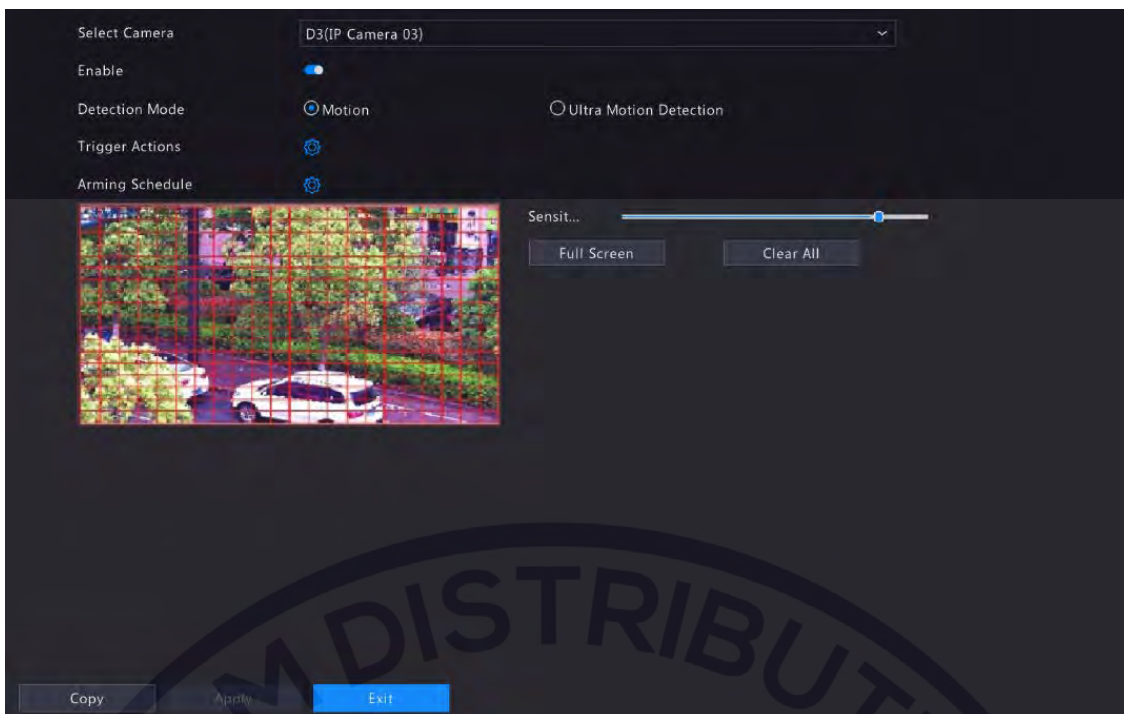 Select Camera D3(IP Camera 03)
Enable
Detection Mode Motion Ultra Motion Detection
Trigger Actions
Arming Schedule
Sensit...
Full Screen Clear All
Copy Apply Exit
M DISTRIBUT